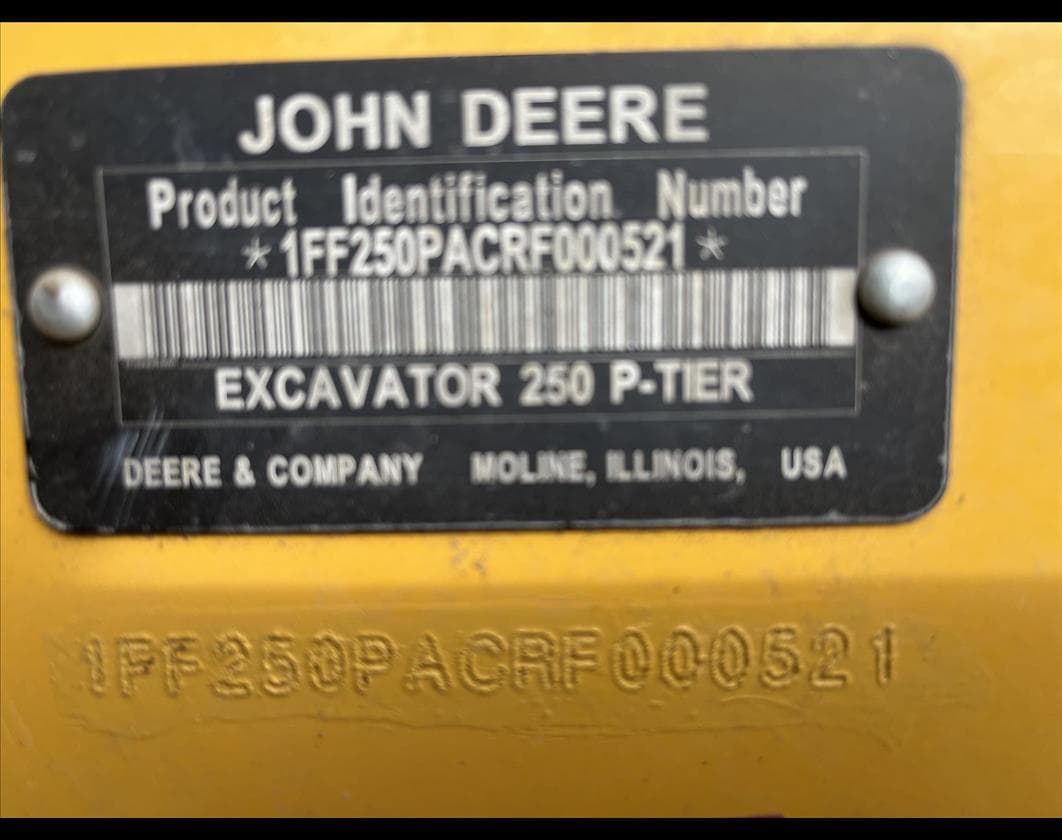 JOHN DEERE
Product Identification Number
*1FF250PACRF000521*
EXCAVATOR 250 P-TIER
DEERE & COMPANY MOLINE, ILLINOIS, USA
1FF250PACRF000521